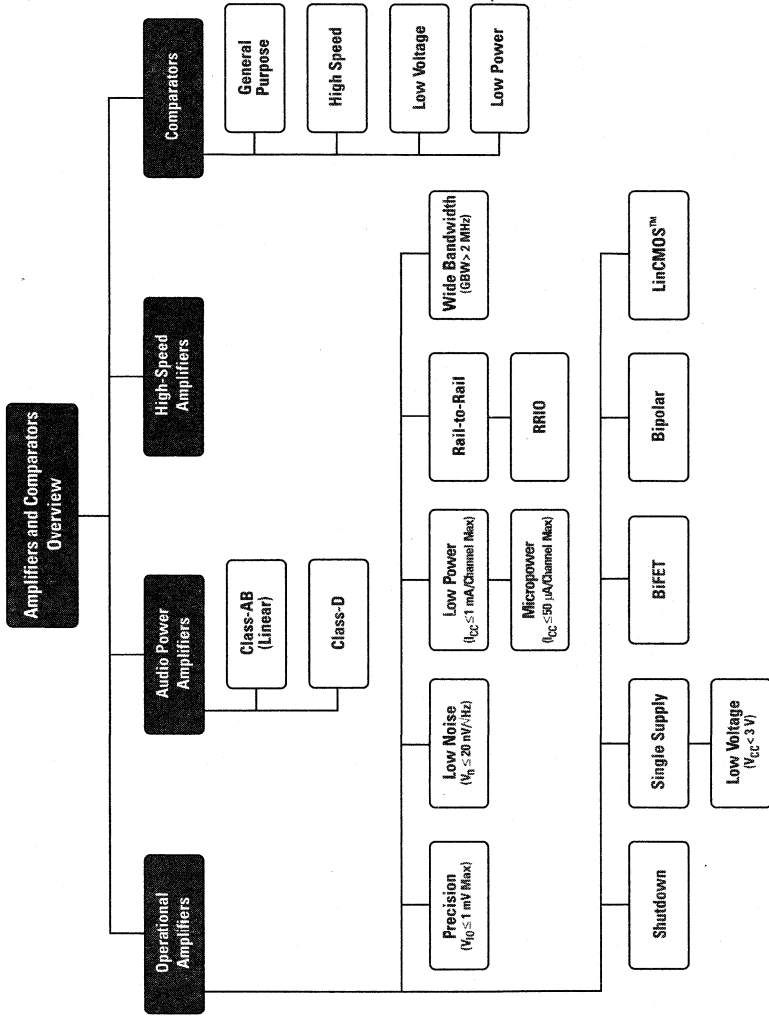 Amplifiers and Comparators
Overview
Operational
Amplifiers
Audio Power
Amplifiers
High-Speed
Amplifiers
Comparators
Class-AB
(Linear)
Class-D
General
Purpose
High Speed
Low Voltage
Low Power
Precision
(VIO ≤ 1 mV Max)
Low Noise
(Vn ≤ 20 nV/√Hz)
Low Power
(ICC ≤ 1 mA/Channel Max)
Micropower
(ICC ≤ 50 µA/Channel Max)
Rail-to-Rail
RRIO
Wide Bandwidth
(GBW > 2 MHz)
Shutdown
Single Supply
Low Voltage
(VCC < 3 V)
BiFET
Bipolar
LinCMOS™